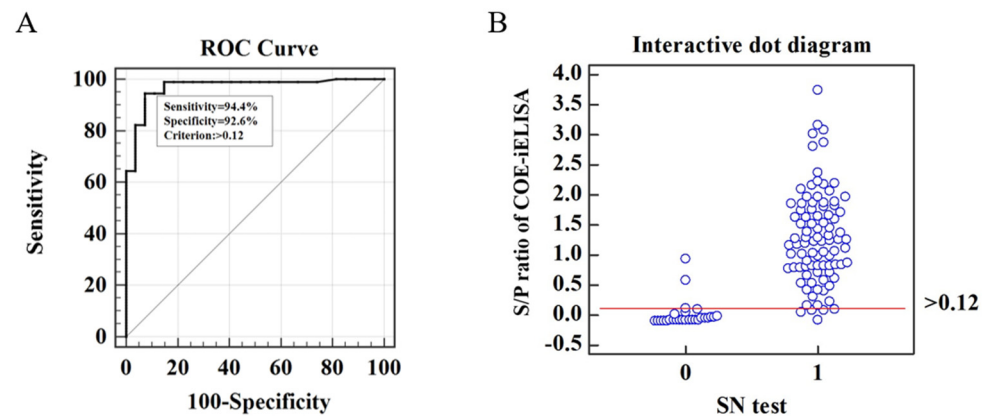 A
ROC Curve
Sensitivity
100
80
60
40
20
0
Sensitivity=94.4%
Specificity=92.6%
Criterion:>0.12
0 20 40 60 80 100
100-Specificity
B
Interactive dot diagram
S/P ratio of COE-iELISA
4.0
3.5
3.0
2.5
2.0
1.5
1.0
0.5
0.0
-0.5
>0.12
0 1
SN test